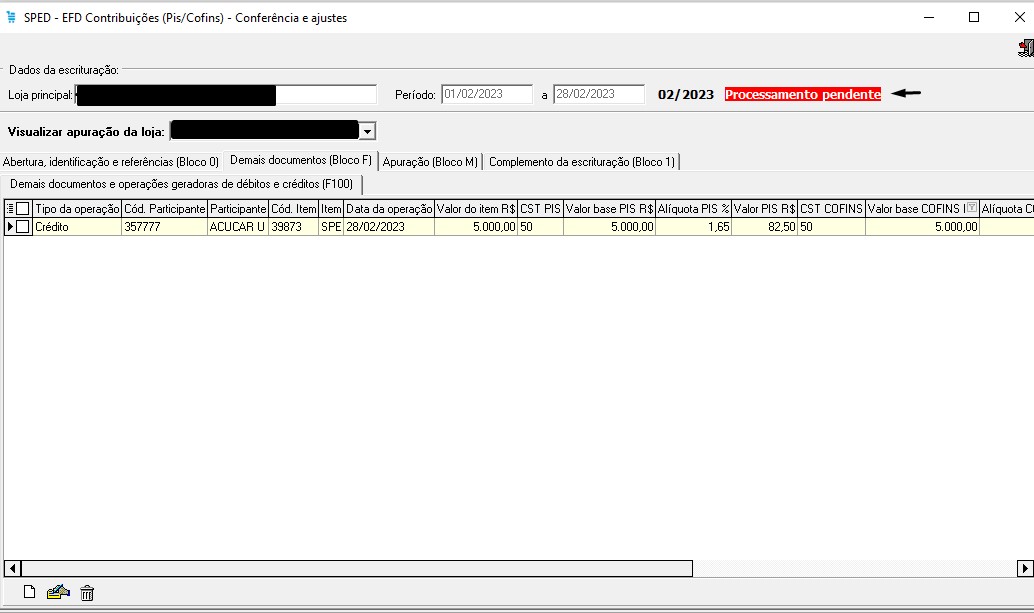 SPED - EFD Contribuições (Pis/Cofins) - Conferência e ajustes
Dados da escrituração:
Loja principal:
Período: 01/02/2023 a 28/02/2023 02/2023 Processamento pendente
Visualizar apuração da loja:
Abertura, identificação e referências (Bloco 0) Demais documentos (Bloco F) Apuração (Bloco M) Complemento da escrituração (Bloco 1)
Demais documentos e operações geradoras de débitos e créditos (F100)
Tipo da operação Cód. Participante Participante Cód. Item Item Data da operação Valor do item R$ CST PIS Valor base PIS R$ Alíquota PIS % Valor PIS R$ CST COFINS Valor base COFINS Alíquota
Crédito 357777 ACUCAR U 39873 SPE 28/02/2023 5.000,00 50 5.000,00 1,65 82,50 50 5.000,00